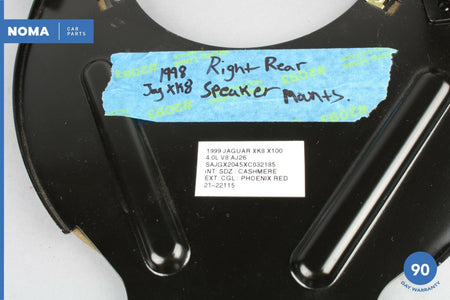 NOMA CAR
PARTS
1998 Right Rear
Jag XK8 Speaker Mounts.
1999 JAGUAR XK8 X100
4.0L V8 AJ26
SAJGX2045XC032185
INT: SDZ : CASHMERE
EXT: CGL : PHOENIX RED
21-22115
90
DAY WARRANTY